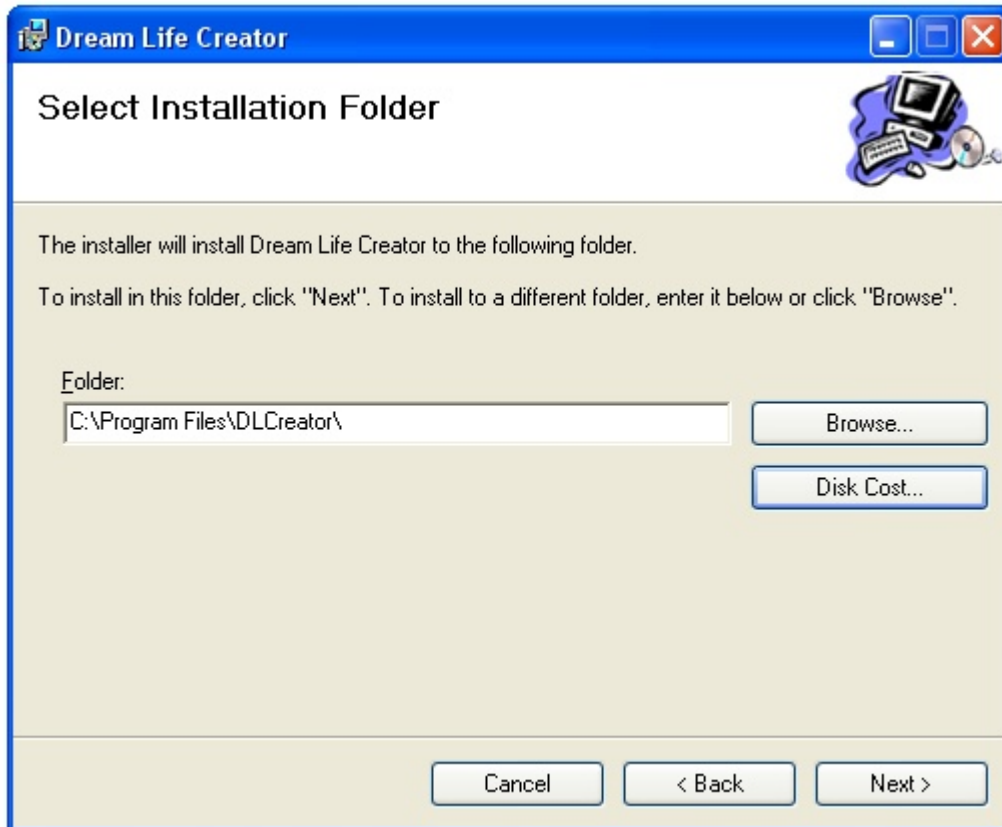 Dream Life Creator
Select Installation Folder
The installer will install Dream Life Creator to the following folder.
To install in this folder, click "Next". To install to a different folder, enter it below or click "Browse".
Folder:
C:\Program Files\DLCreator\
Browse...
Disk Cost...
Cancel
< Back
Next >